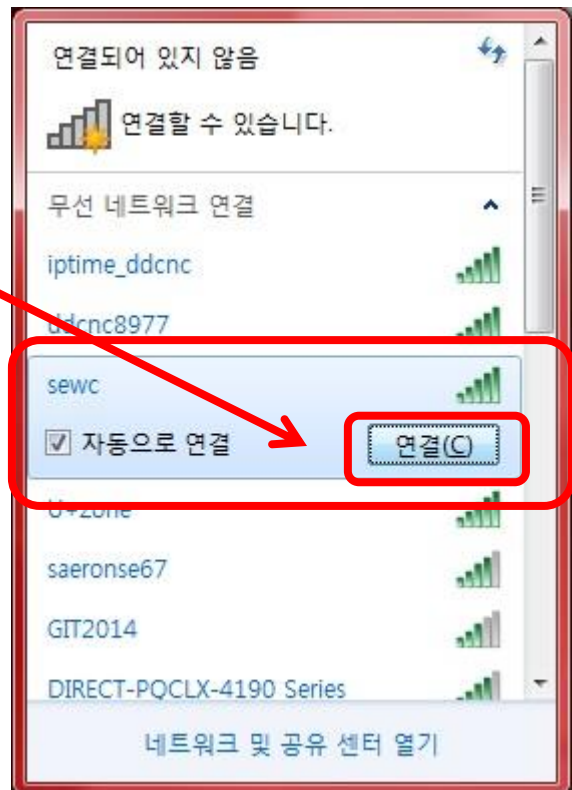 연결되어 있지 않음
연결할 수 있습니다.
무선 네트워크 연결
iptime_ddcnc
ddcnc8977
sewc
자동으로 연결
연결(C)
U+Zone
saeronse67
GIT2014
DIRECT-PQCLX-4190 Series
네트워크 및 공유 센터 열기